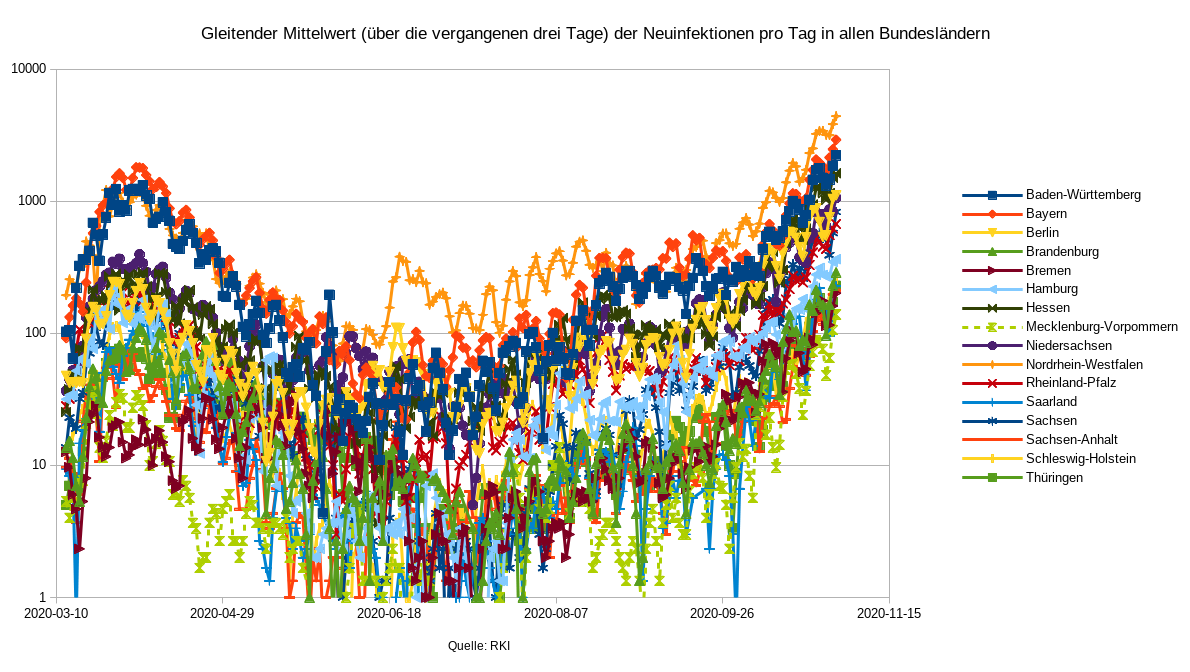 Gleitender Mittelwert (über die vergangenen drei Tage) der Neuinfektionen pro Tag in allen Bundesländern
10000
1000
100
10
1
2020-03-10
2020-04-29
2020-06-18
2020-08-07
2020-09-26
2020-11-15
Quelle: RKI
Baden-Württemberg
Bayern
Berlin
Brandenburg
Bremen
Hamburg
Hessen
Mecklenburg-Vorpommern
Niedersachsen
Nordrhein-Westfalen
Rheinland-Pfalz
Saarland
Sachsen
Sachsen-Anhalt
Schleswig-Holstein
Thüringen